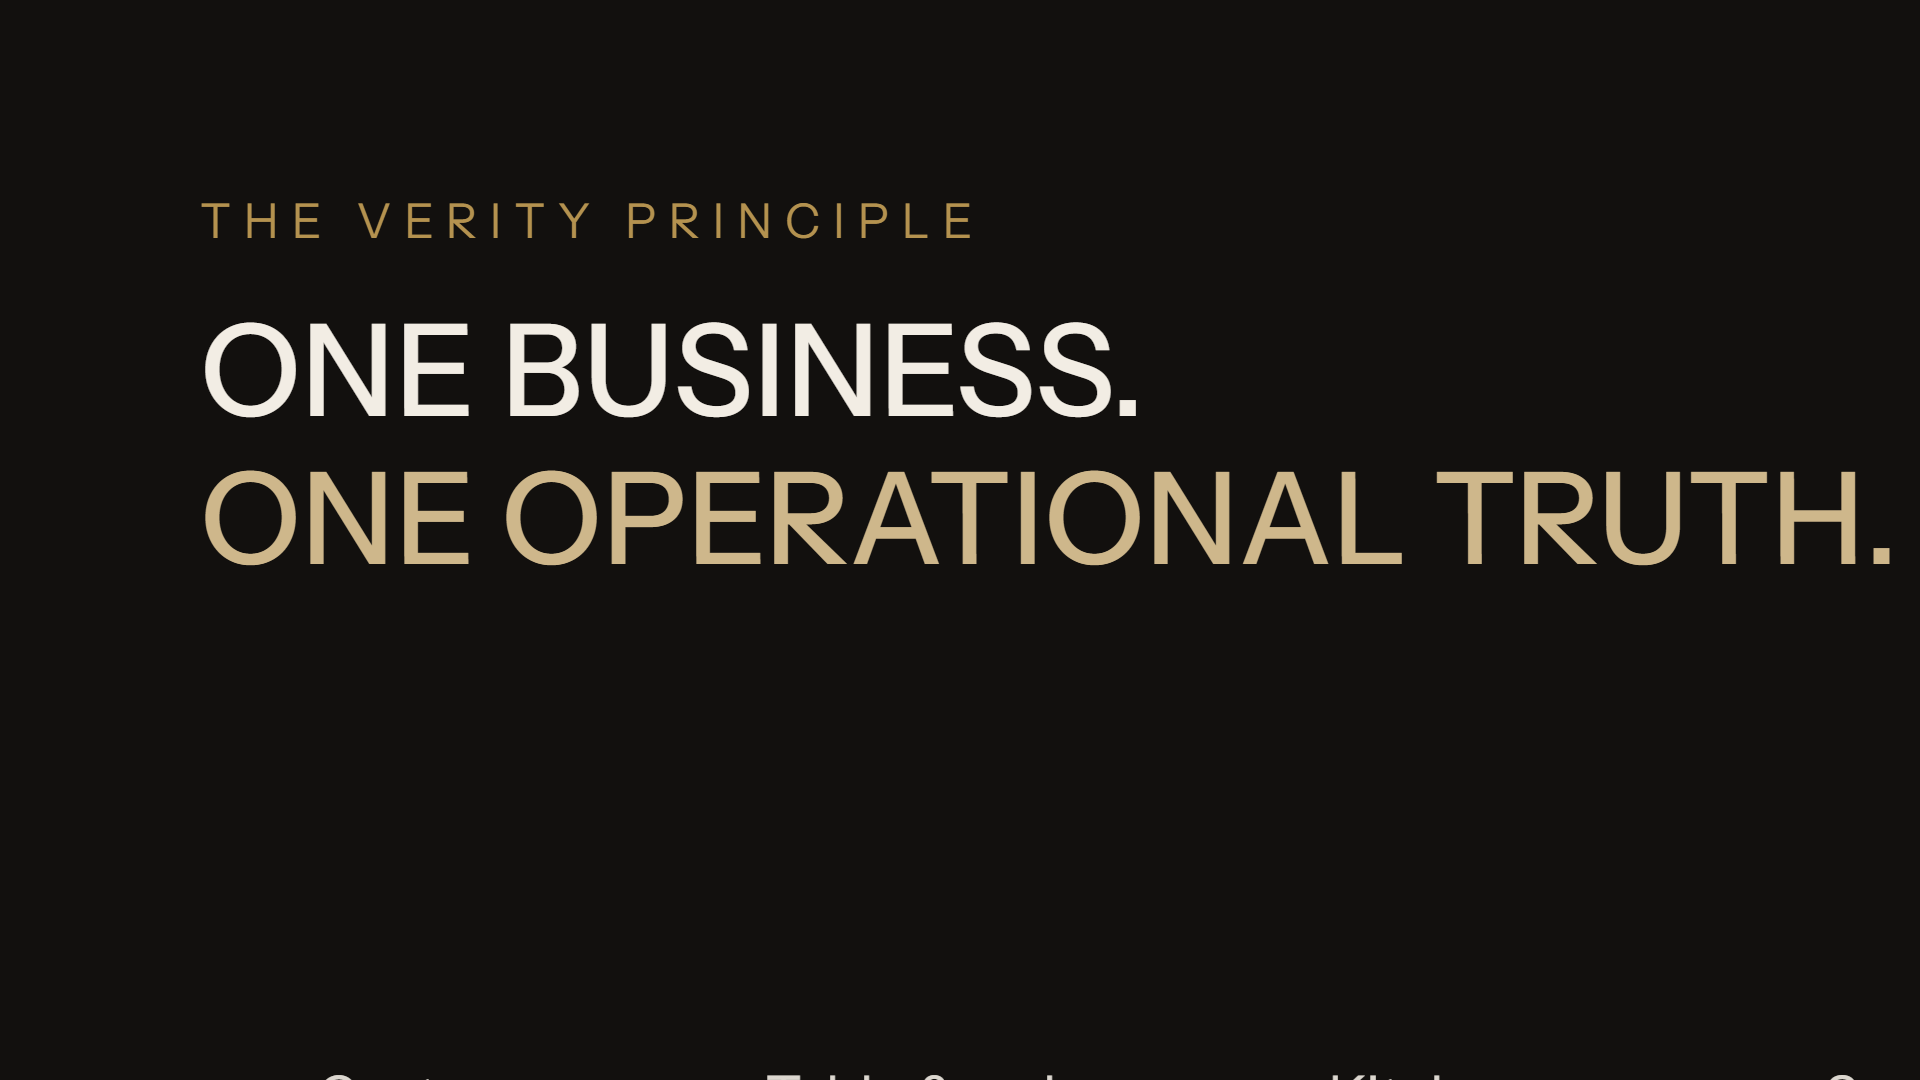 THE VERITY PRINCIPLE
ONE BUSINESS.
ONE OPERATIONAL TRUTH.